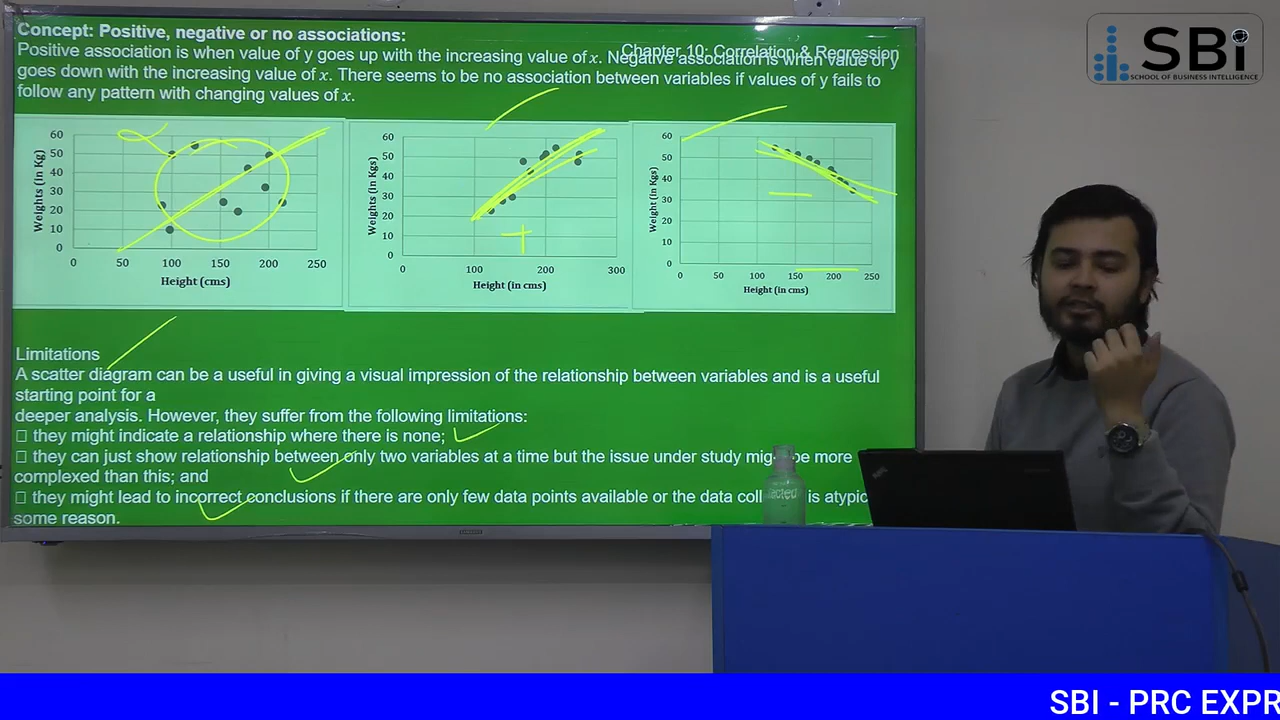 Concept: Positive, negative or no associations:
Chapter 10: Correlation & Regression
Positive association is when value of y goes up with the increasing value of x. Negative association is when value of y
goes down with the increasing value of x. There seems to be no association between variables if values of y fails to
follow any pattern with changing values of x.
SBi
SCHOOL OF BUSINESS INTELLIGENCE
Weights (in Kg)
60
50
40
30
20
10
0
0 50 100 150 200 250
Height (cms)
Weights (in Kgs)
60
50
40
30
20
10
0
0 100 200 300
Height (in cms)
+
Weights (in Kgs)
60
50
40
30
20
10
0
0 50 100 150 200 250
Height (in cms)
Limitations
A scatter diagram can be a useful in giving a visual impression of the relationship between variables and is a useful
starting point for a
deeper analysis. However, they suffer from the following limitations:
they might indicate a relationship where there is none;
they can just show relationship between only two variables at a time but the issue under study might be more
complexed than this; and
they might lead to incorrect conclusions if there are only few data points available or the data collected is atypic
some reason.
SBI - PRC EXPR